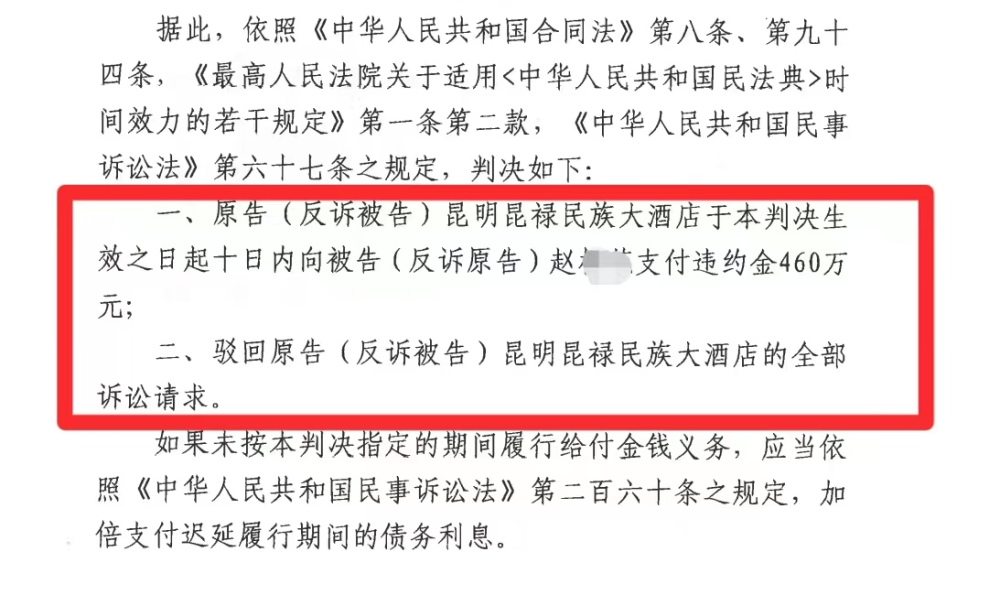 据此，依照《中华人民共和国合同法》第八条、第九十
四条，《最高人民法院关于适用<中华人民共和国民法典>时
间效力的若干规定》第一条第二款，《中华人民共和国民事
诉讼法》第六十七条之规定，判决如下：
一、原告（反诉被告）昆明昆禄民族大酒店于本判决生
效之日起十日内向被告（反诉原告）赵支付违约金460万
元；
二、驳回原告（反诉被告）昆明昆禄民族大酒店的全部
诉讼请求。
如果未按本判决指定的期间履行给付金钱义务，应当依
照《中华人民共和国民事诉讼法》第二百六十条之规定，加
倍支付迟延履行期间的债务利息。